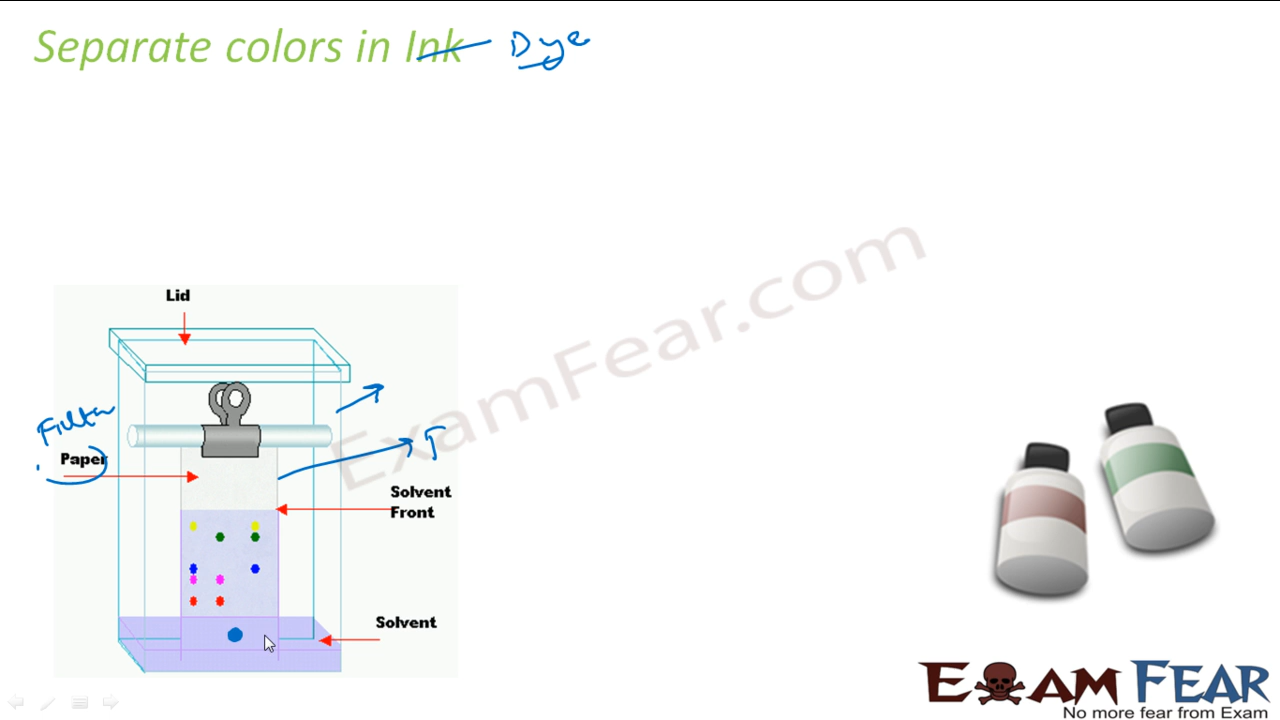 Separate colors in Ink Dye
Lid
Filter
Paper
Solvent
Front
Solvent
ExamFear.com
EXAM FEAR
No more fear from Exam